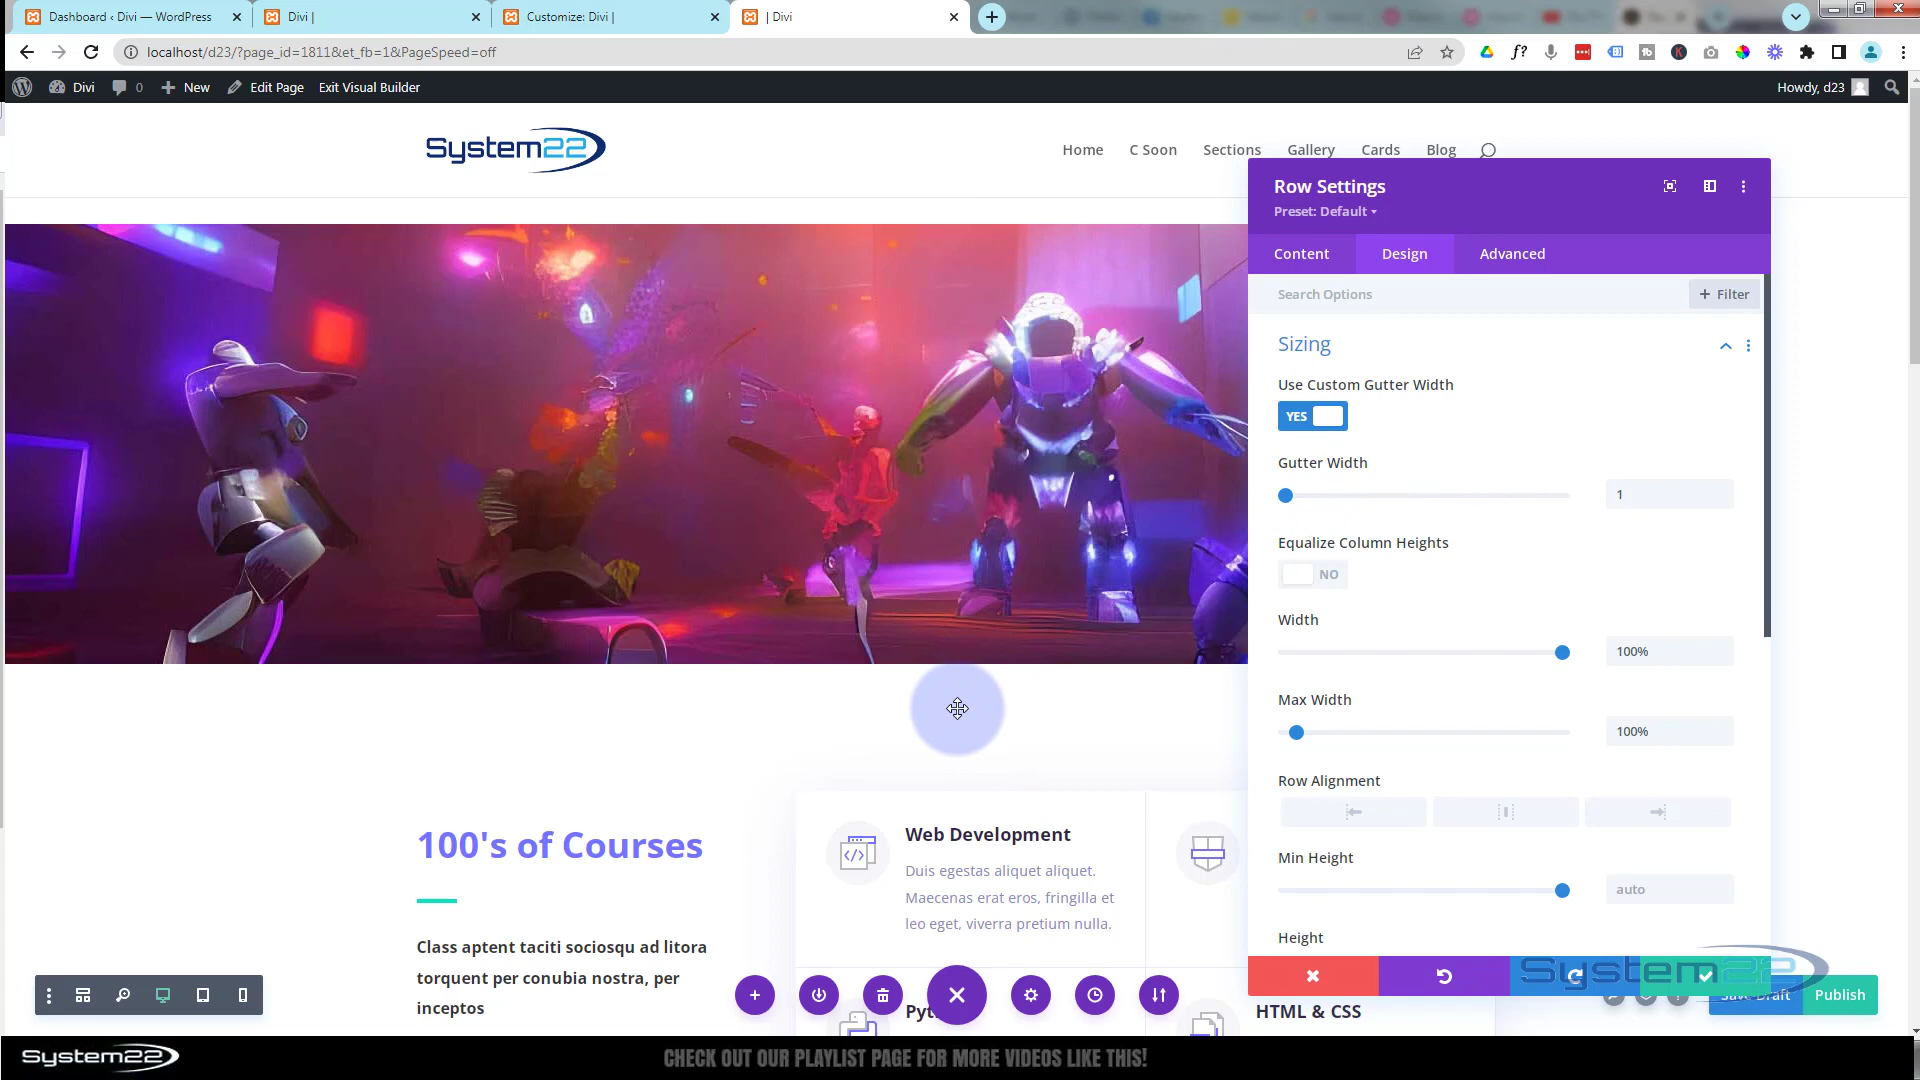 Dashboard ‹ Divi — WordPress
Divi |
Customize: Divi |
| Divi
localhost/d23/?page_id=1811&et_fb=1&PageSpeed=off
Divi
0
New
Edit Page
Exit Visual Builder
Howdy, d23
System22
Home
C Soon
Sections
Gallery
Cards
Blog
Row Settings
Preset: Default
Content
Design
Advanced
Search Options
+ Filter
Sizing
Use Custom Gutter Width
YES
Gutter Width
1
Equalize Column Heights
NO
Width
100%
Max Width
100%
Row Alignment
Min Height
auto
Height
100's of Courses
Class aptent taciti sociosqu ad litora
torquent per conubia nostra, per
inceptos
Web Development
Duis egestas aliquet aliquet.
Maecenas erat eros, fringilla et
leo eget, viverra pretium nulla.
HTML & CSS
System22
Save Draft
Publish
System22
CHECK OUT OUR PLAYLIST PAGE FOR MORE VIDEOS LIKE THIS!